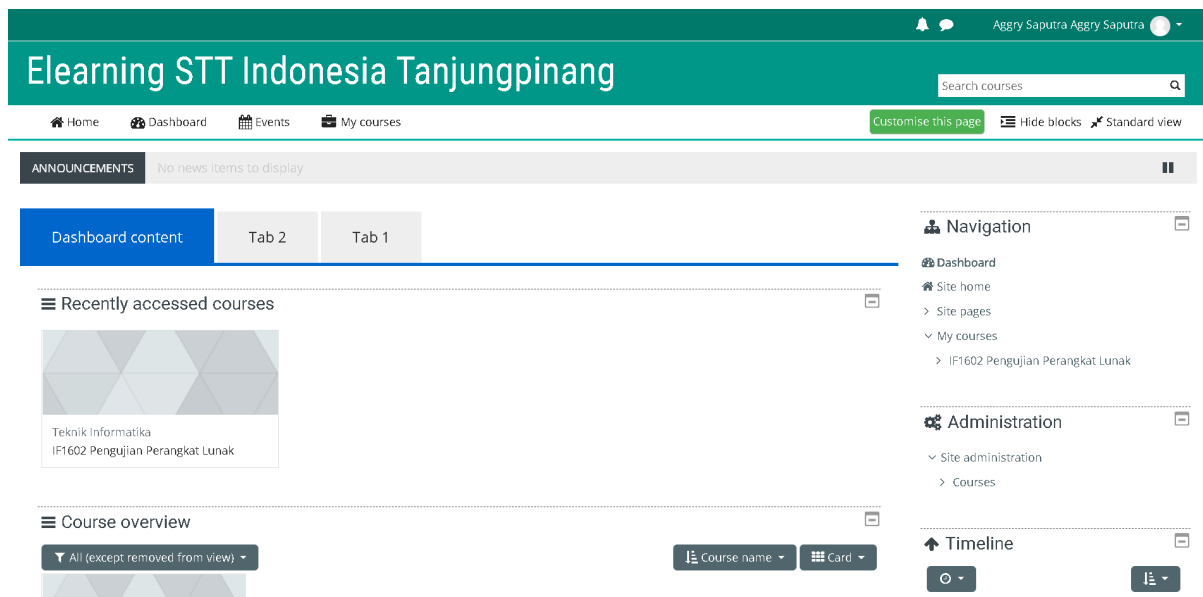 Aggry Saputra Aggry Saputra
Elearning STT Indonesia Tanjungpinang
Search courses
Home Dashboard Events My courses Customise this page Hide blocks Standard view
ANNOUNCEMENTS No news items to display
Dashboard content Tab 2 Tab 1
Recently accessed courses
Teknik Informatika
IF1602 Pengujian Perangkat Lunak
Course overview
All (except removed from view) Course name Card
Navigation
Dashboard
Site home
Site pages
My courses
IF1602 Pengujian Perangkat Lunak
Administration
Site administration
Courses
Timeline